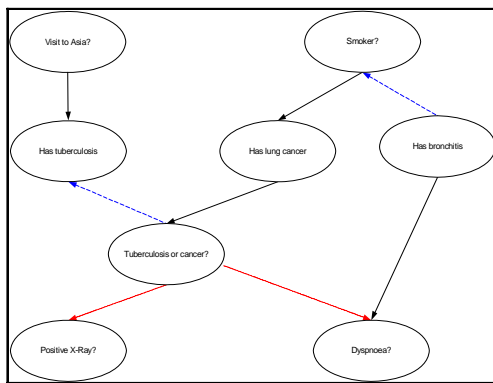 Visit to Asia?
Smoker?
Has tuberculosis
Has lung cancer
Has bronchitis
Tuberculosis or cancer?
Positive X-Ray?
Dyspnoea?